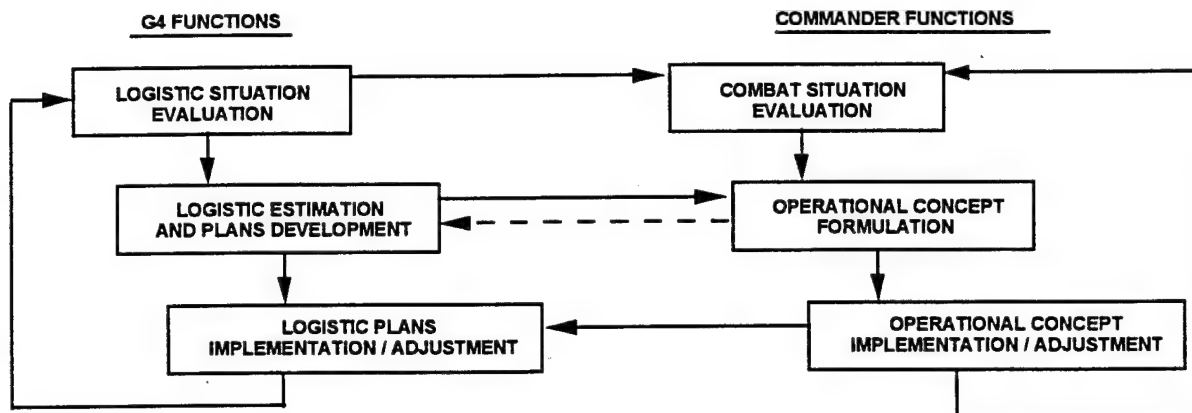 G4 FUNCTIONS
COMMANDER FUNCTIONS
LOGISTIC SITUATION
EVALUATION
COMBAT SITUATION
EVALUATION
LOGISTIC ESTIMATION
AND PLANS DEVELOPMENT
OPERATIONAL CONCEPT
FORMULATION
LOGISTIC PLANS
IMPLEMENTATION / ADJUSTMENT
OPERATIONAL CONCEPT
IMPLEMENTATION / ADJUSTMENT